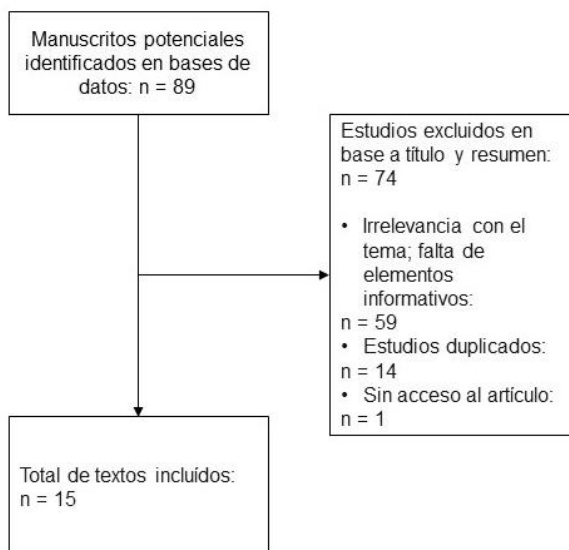 Manuscritos potenciales
identificados en bases de
datos: n = 89
Estudios excluidos en
base a título y resumen:
n = 74
• Irrelevancia con el
tema; falta de
elementos
informativos:
n = 59
• Estudios duplicados:
n = 14
• Sin acceso al artículo:
n = 1
Total de textos incluídos:
n = 15